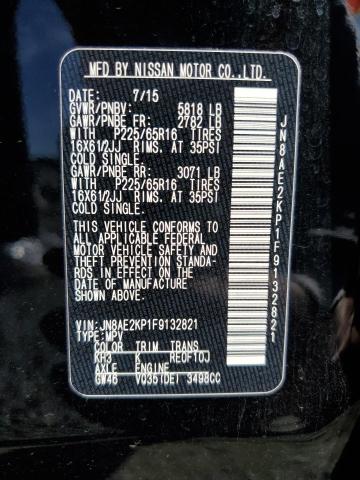 MFD BY NISSAN MOTOR CO.,LTD.
DATE: 7/15
GVWR/PNBV: 5818 LB
GAWR/PNBE FR: 2782 LB
WITH P225/65R16 TIRES
16X61/2JJ RIMS. AT 35PSI
COLD SINGLE.
GAWR/PNBE RR: 3071 LB
WITH P225/65R16 TIRES
16X61/2JJ RIMS. AT 35PSI
COLD SINGLE.
THIS VEHICLE CONFORMS TO
ALL APPLICABLE FEDERAL
MOTOR VEHICLE SAFETY AND
THEFT PREVENTION STANDA-
RDS IN EFFECT ON THE
DATE OF MANUFACTURE
SHOWN ABOVE.
VIN: JN8AE2KP1F9132821
TYPE: MPV
COLOR TRIM TRANS
KH3 K RE0F10J
AXLE ENGINE
GW46 VQ35(DE) 3498CC
JN8AE2KP1F9132821